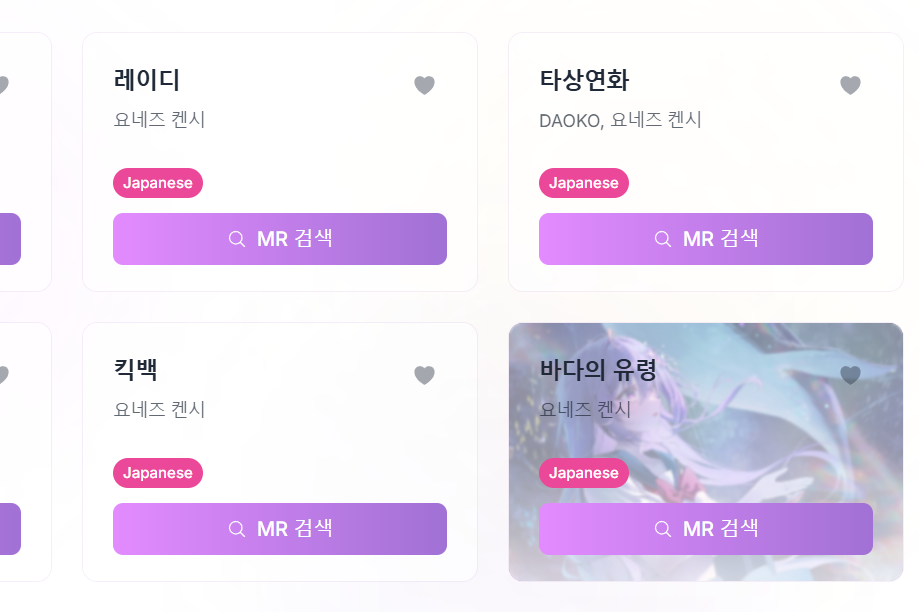 레이디
요네즈 켄시
Japanese
MR 검색
타상연화
DAOKO, 요네즈 켄시
Japanese
MR 검색
킥백
요네즈 켄시
Japanese
MR 검색
바다의 유령
요네즈 켄시
Japanese
MR 검색